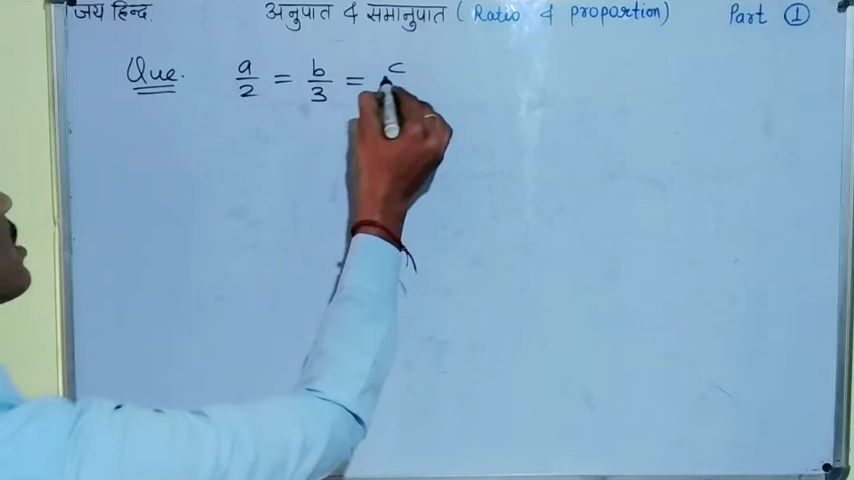 जय हिन्द. अनुपात & समानुपात ( Ratio & proportion) Part ①
Que. a/2 = b/3 = c